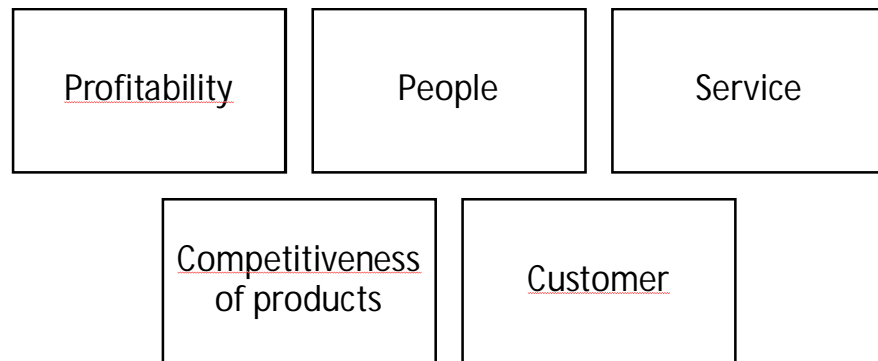 Profitability
People
Service
Competitiveness
of products
Customer